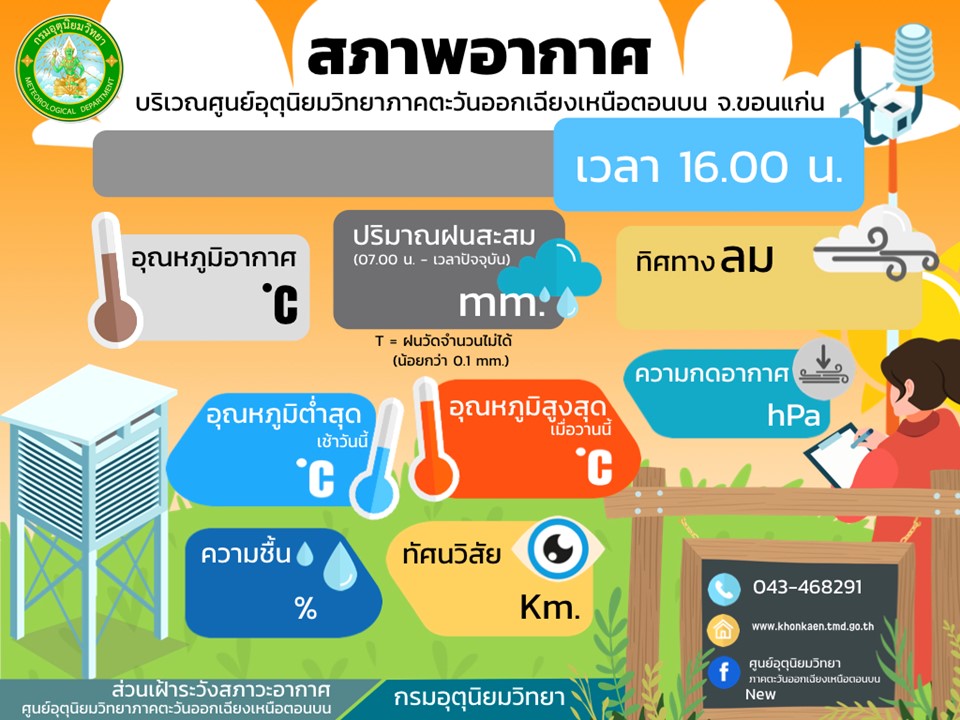 กรมอุตุนิยมวิทยา
METEOROLOGICAL DEPARTMENT
สภาพอากาศ
บริเวณศูนย์อุตุนิยมวิทยาภาคตะวันออกเฉียงเหนือตอนบน จ.ขอนแก่น
เวลา 16.00 น.
อุณหภูมิอากาศ
°C
ปริมาณฝนสะสม
(07.00 น. - เวลาปัจจุบัน)
mm.
T = ฝนวัดจำนวนไม่ได้
(น้อยกว่า 0.1 mm.)
ทิศทางลม
ความกดอากาศ
hPa
อุณหภูมิต่ำสุด
เช้าวันนี้
°C
อุณหภูมิสูงสุด
เมื่อวานนี้
°C
ความชื้น
%
ทัศนวิสัย
Km.
043-468291
www.khonkaen.tmd.go.th
ศูนย์อุตุนิยมวิทยา
ภาคตะวันออกเฉียงเหนือตอนบน
New
ส่วนเฝ้าระวังสภาวะอากาศ
ศูนย์อุตุนิยมวิทยาภาคตะวันออกเฉียงเหนือตอนบน
กรมอุตุนิยมวิทยา